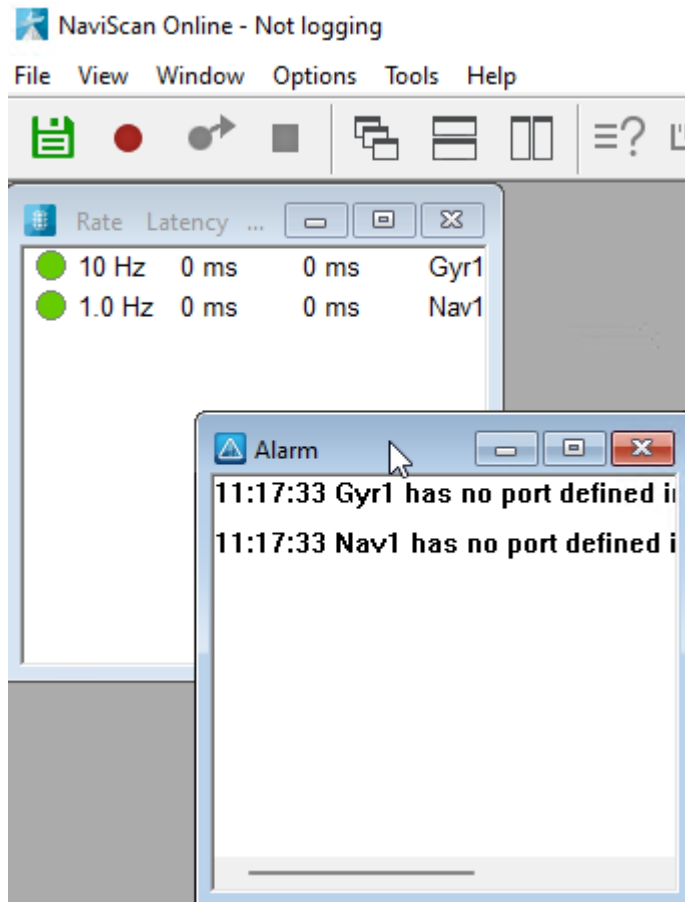 NaviScan Online - Not logging
File View Window Options Tools Help
Rate Latency ...
10 Hz 0 ms 0 ms Gyr1
1.0 Hz 0 ms 0 ms Nav1
Alarm
11:17:33 Gyr1 has no port defined i
11:17:33 Nav1 has no port defined i